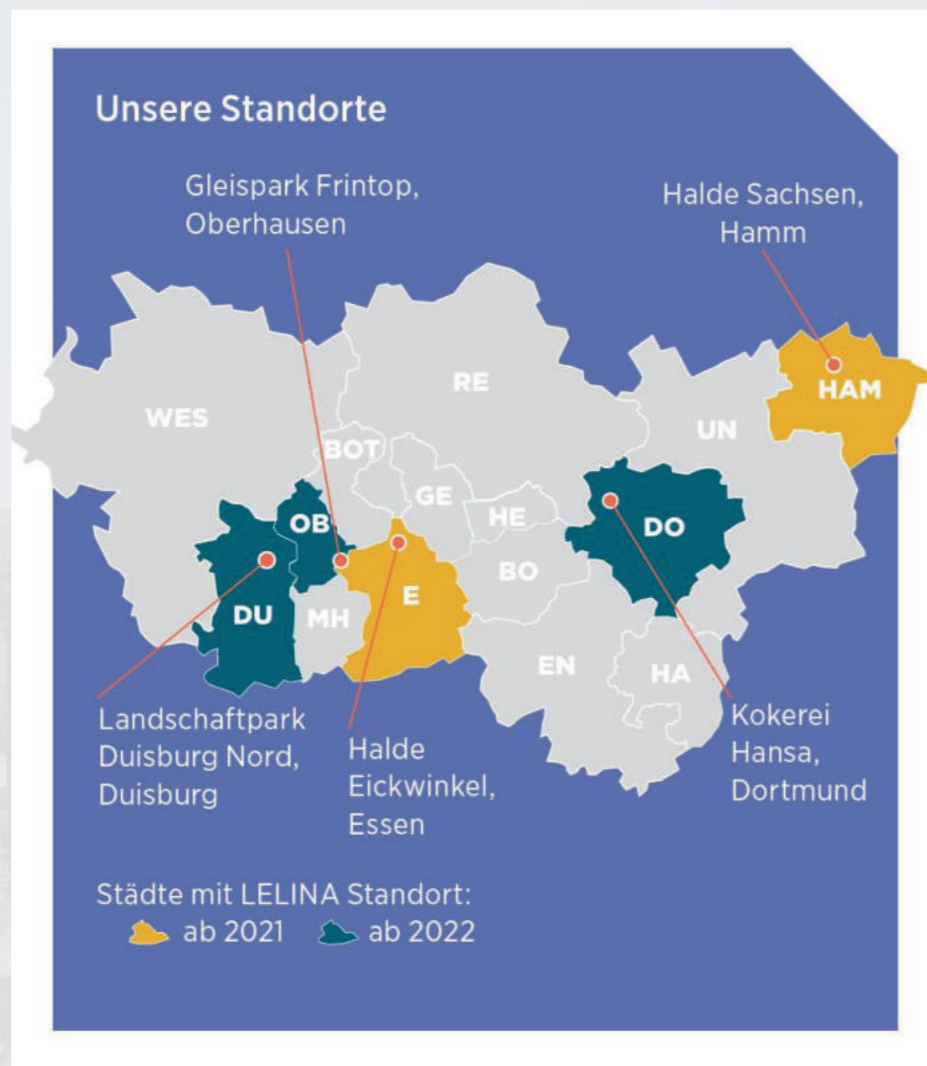 Unsere Standorte
Gleispark Frintop,
Oberhausen
Halde Sachsen,
Hamm
WES
RE
HAM
UN
BOT
GE
OB
HE
DO
BO
E
DU
MH
EN
HA
Landschaftpark
Duisburg Nord,
Duisburg
Halde
Eickwinkel,
Essen
Kokerei
Hansa,
Dortmund
Städte mit LELINA Standort:
ab 2021 ab 2022